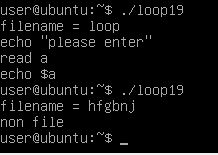 user@ubuntu:~$ ./loop19
filename = loop
echo "please enter"
read a
echo $a
user@ubuntu:~$ ./loop19
filename = hfgbnj
non file
user@ubuntu:~$ _